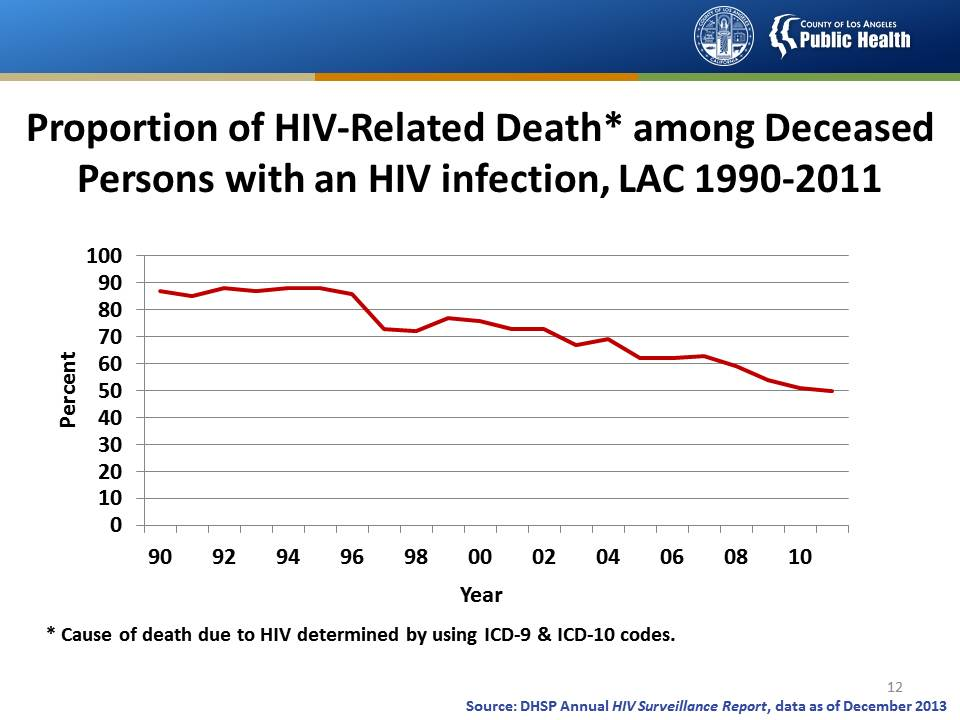 COUNTY OF LOS ANGELES
Public Health
Proportion of HIV-Related Death* among Deceased
Persons with an HIV infection, LAC 1990-2011
100
90
80
70
60
50
40
30
20
10
0
Percent
90 92 94 96 98 00 02 04 06 08 10
Year
* Cause of death due to HIV determined by using ICD-9 & ICD-10 codes.
12
Source: DHSP Annual HIV Surveillance Report, data as of December 2013